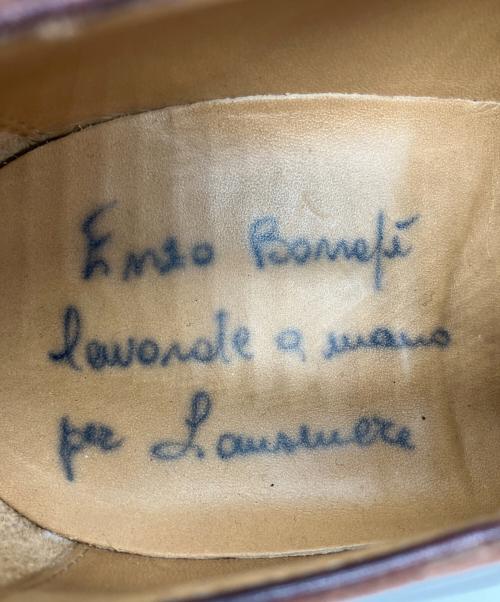 Enzo Bonafè
lavorate a mano
per